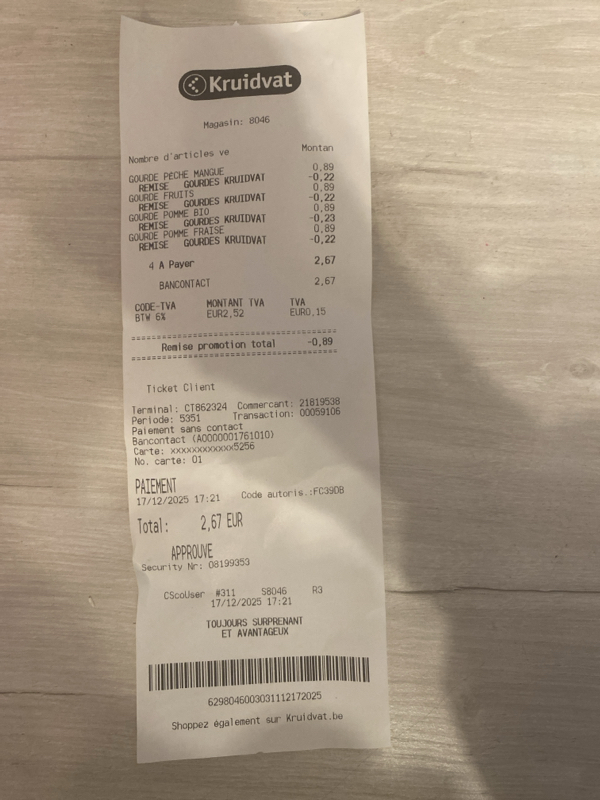 Kruidvat
Magasin: 8046
Nombre d'articles ve Montan
GOURDE PECHE MANGUE 0,89
REMISE GOURDES KRUIDVAT -0,22
GOURDE FRUITS 0,89
REMISE GOURDES KRUIDVAT -0,22
GOURDE POMME BIO 0,89
REMISE GOURDES KRUIDVAT -0,23
GOURDE POMME FRAISE 0,89
REMISE GOURDES KRUIDVAT -0,22
4 A Payer 2,67
BANCONTACT 2,67
CODE-TVA MONTANT TVA TVA
BTW 6% EUR2,52 EUR0,15
Remise promotion total -0,89
Ticket Client
Terminal: CT862324 Commercant: 21819538
Periode: 5351 Transaction: 00059106
Paiement sans contact
Bancontact (A0000001761010)
Carte: xxxxxxxxxxxx5256
No. carte: 01
PAIEMENT
17/12/2025 17:21 Code autoris.:FC39DB
Total: 2,67 EUR
APPROUVE
Security Nr: 08199353
CScoUser #311 S8046 R3
17/12/2025 17:21
TOUJOURS SURPRENANT
ET AVANTAGEUX
6298046003031112172025
Shoppez également sur Kruidvat.be